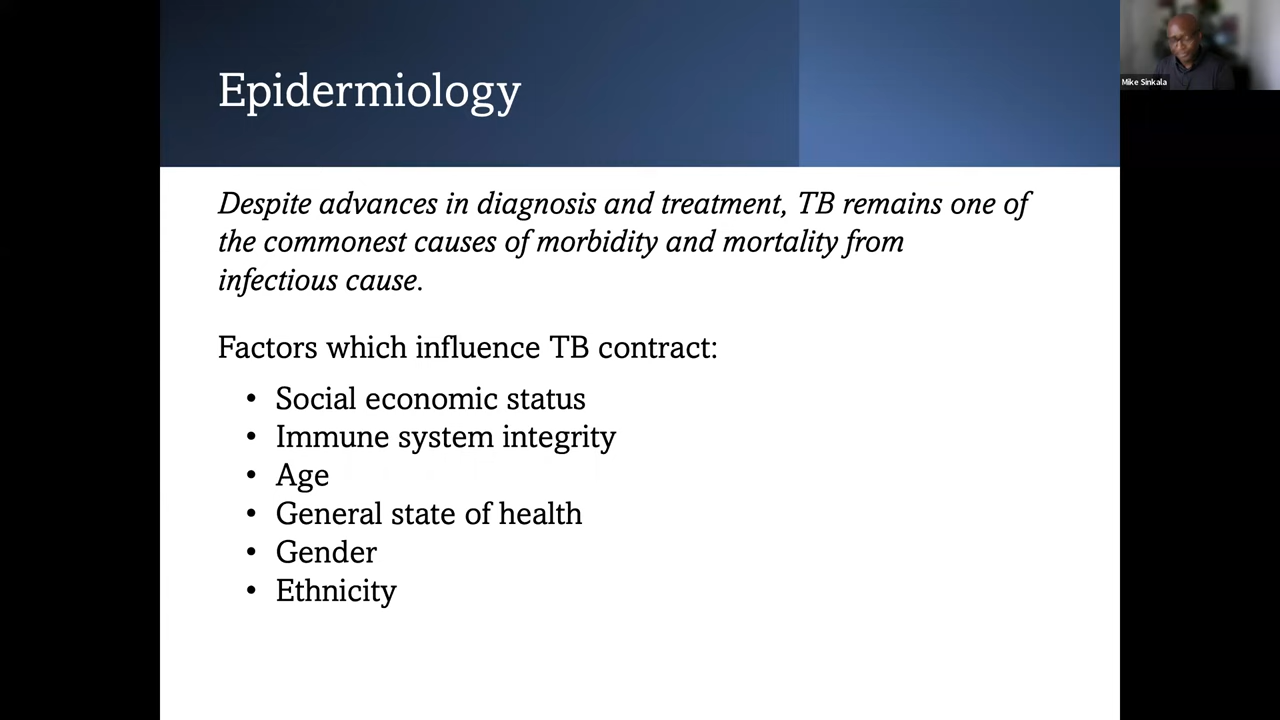 Epidermiology
Mike Sinkala
Despite advances in diagnosis and treatment, TB remains one of
the commonest causes of morbidity and mortality from
infectious cause.
Factors which influence TB contract:
• Social economic status
• Immune system integrity
• Age
• General state of health
• Gender
• Ethnicity